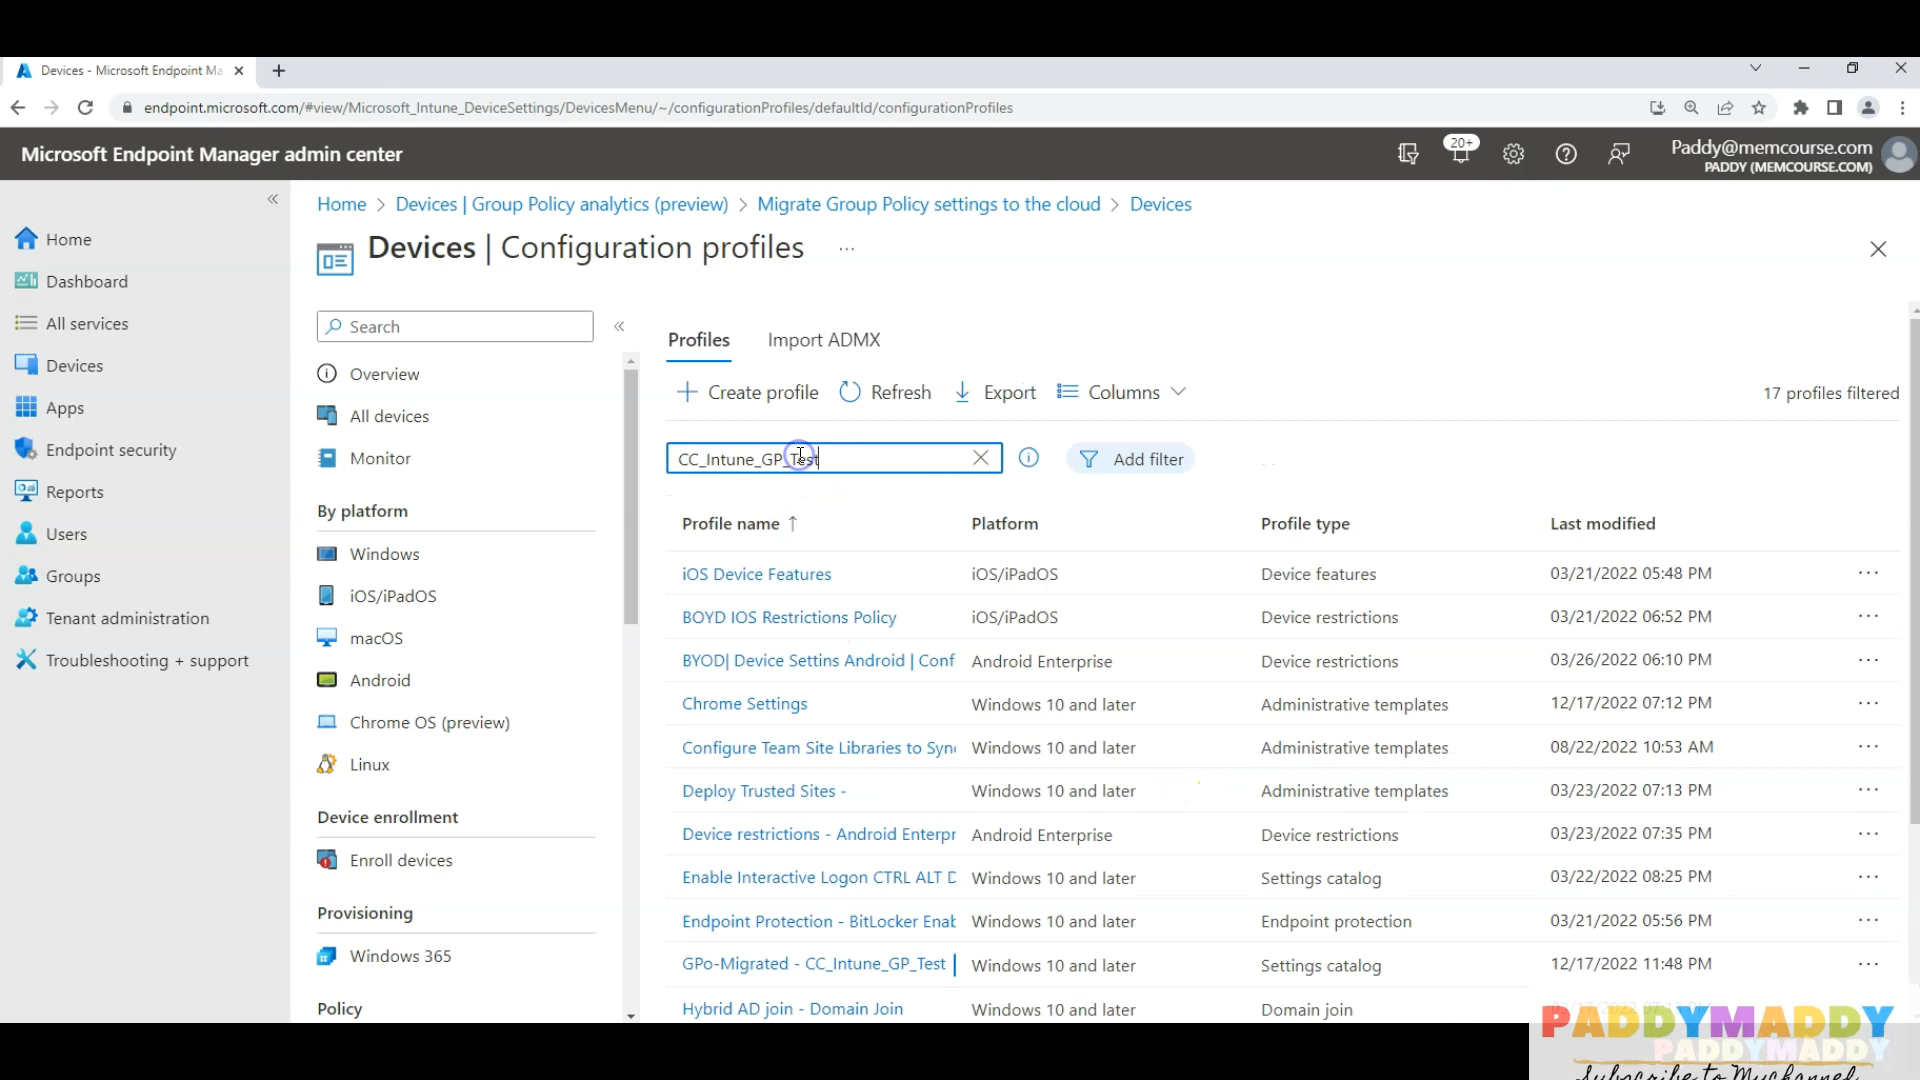 Devices - Microsoft Endpoint Ma
endpoint.microsoft.com/#view/Microsoft_Intune_DeviceSettings/DevicesMenu/~/configurationProfiles/defaultId/configurationProfiles
Microsoft Endpoint Manager admin center
20+
Paddy@memcourse.com
PADDY (MEMCOURSE.COM)
Home > Devices | Group Policy analytics (preview) > Migrate Group Policy settings to the cloud > Devices
Devices | Configuration profiles
Home
Dashboard
All services
Devices
Apps
Endpoint security
Reports
Users
Groups
Tenant administration
Troubleshooting + support
Search
Overview
All devices
Monitor
By platform
Windows
iOS/iPadOS
macOS
Android
Chrome OS (preview)
Linux
Device enrollment
Enroll devices
Provisioning
Windows 365
Policy
Profiles Import ADMX
Create profile Refresh Export Columns 17 profiles filtered
CC_Intune_GP_Test Add filter
Profile name ↑ Platform Profile type Last modified
iOS Device Features iOS/iPadOS Device features 03/21/2022 05:48 PM
BOYD IOS Restrictions Policy iOS/iPadOS Device restrictions 03/21/2022 06:52 PM
BYOD| Device Settins Android | Conf Android Enterprise Device restrictions 03/26/2022 06:10 PM
Chrome Settings Windows 10 and later Administrative templates 12/17/2022 07:12 PM
Configure Team Site Libraries to Sync Windows 10 and later Administrative templates 08/22/2022 10:53 AM
Deploy Trusted Sites - Windows 10 and later Administrative templates 03/23/2022 07:13 PM
Device restrictions - Android Enterpr Android Enterprise Device restrictions 03/23/2022 07:35 PM
Enable Interactive Logon CTRL ALT D Windows 10 and later Settings catalog 03/22/2022 08:25 PM
Endpoint Protection - BitLocker Enab Windows 10 and later Endpoint protection 03/21/2022 05:56 PM
GPo-Migrated - CC_Intune_GP_Test | Windows 10 and later Settings catalog 12/17/2022 11:48 PM
Hybrid AD join - Domain Join Windows 10 and later Domain join
PADDYMADDY
PADDYMADDY
Subscribe to Mychannel